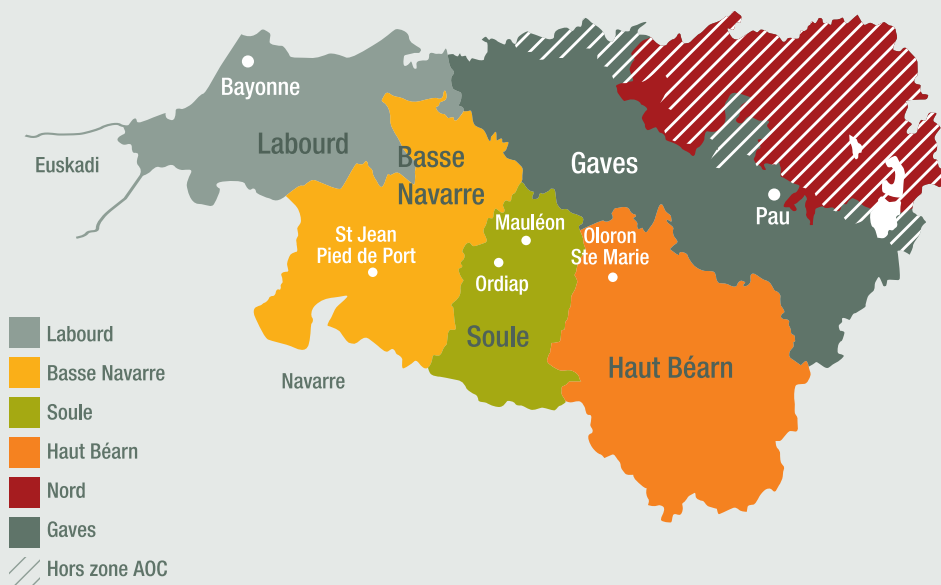 Bayonne
Labourd
Euskadi
Basse
Navarre
Gaves
Pau
St Jean
Pied de Port
Mauléon
Ordiap
Oloron
Ste Marie
Soule
Haut Béarn
Navarre
Labourd
Basse Navarre
Soule
Haut Béarn
Nord
Gaves
Hors zone AOC